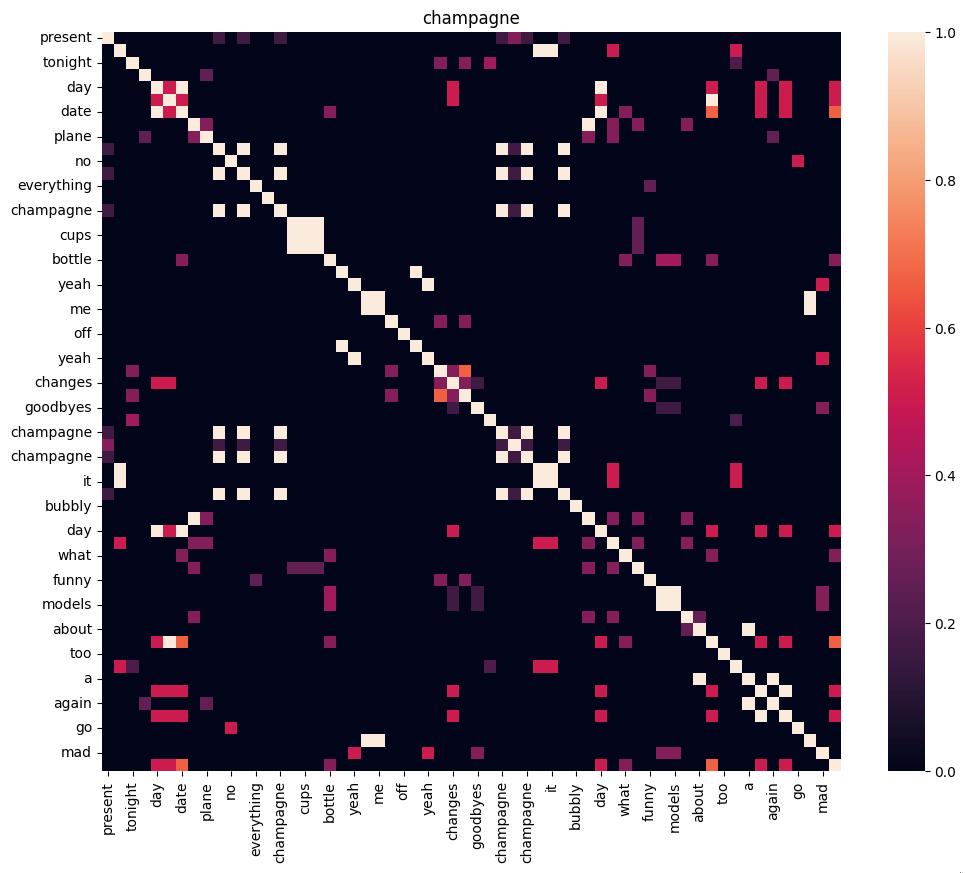 champagne
present
tonight
day
date
plane
no
everything
champagne
cups
bottle
yeah
me
off
yeah
changes
goodbyes
champagne
champagne
it
bubbly
day
what
funny
models
about
too
a
again
go
mad
1.0
0.8
0.6
0.4
0.2
0.0
present
tonight
day
date
plane
no
everything
champagne
cups
bottle
yeah
me
off
yeah
changes
goodbyes
champagne
champagne
it
bubbly
day
what
funny
models
about
too
a
again
go
mad